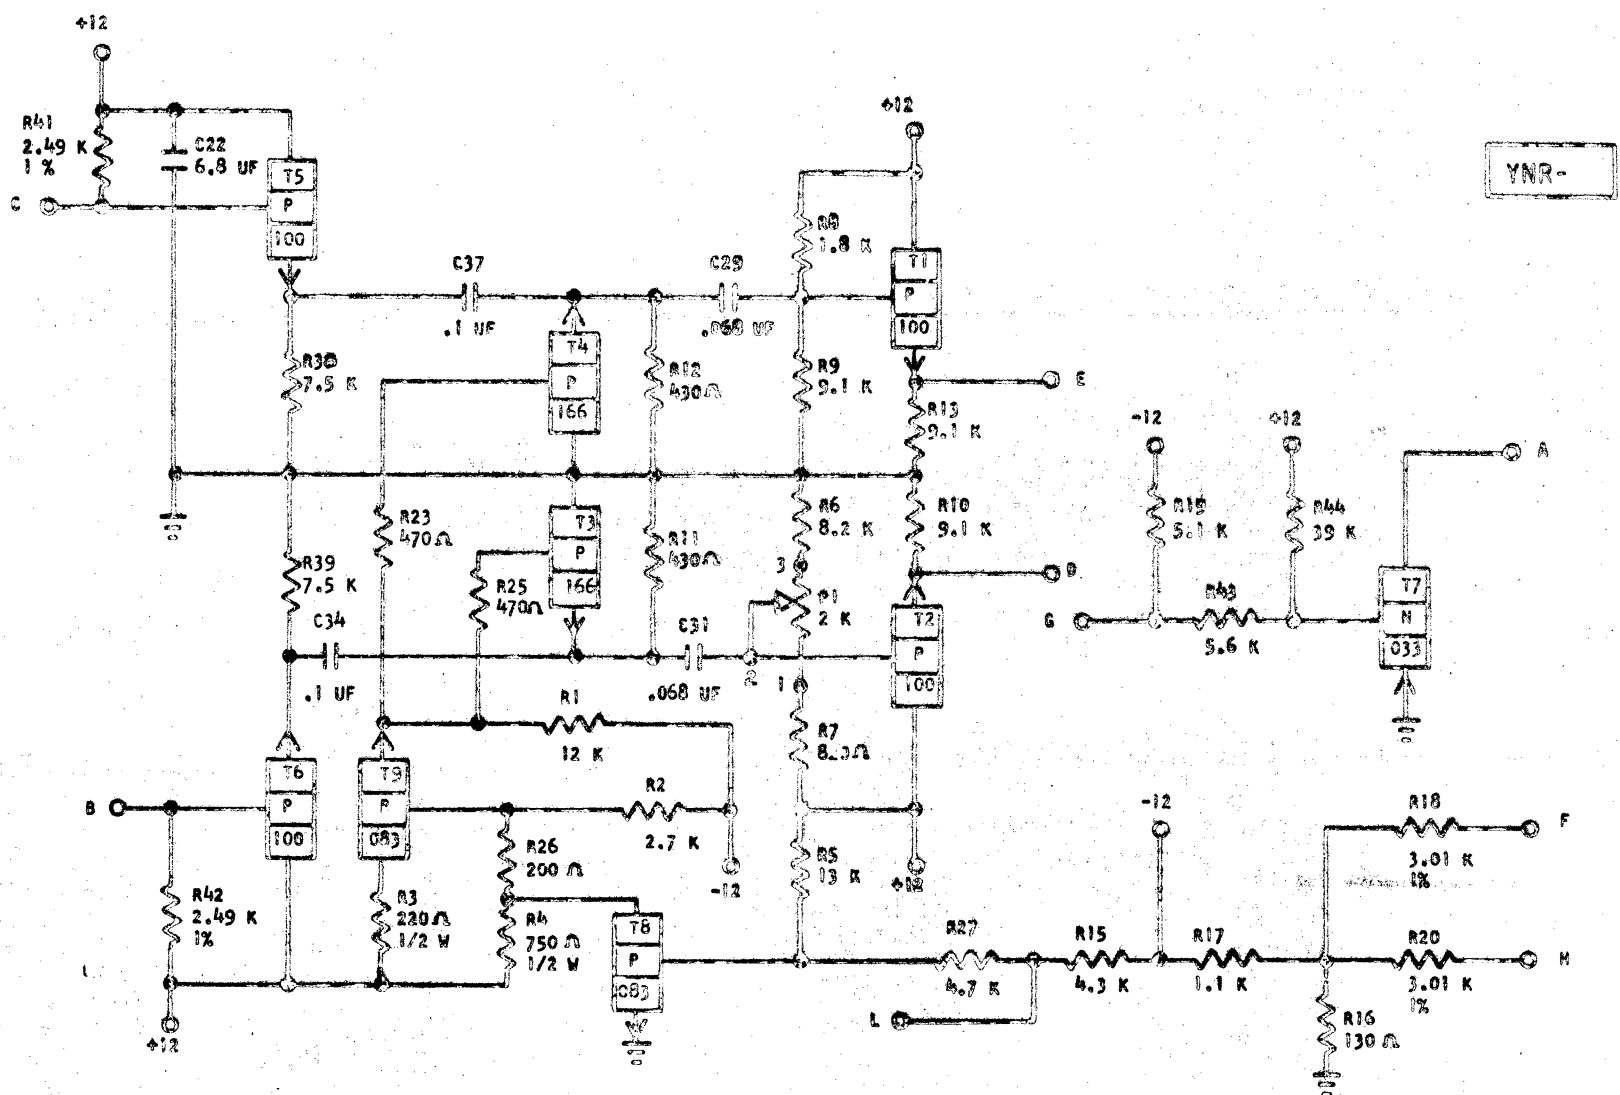 +12
R41
2.49 K
1 %
C22
6.8 UF
C
T5
P
100
+12
YNR-
R8
1.8 K
T1
P
100
C37
.1 UF
C29
.068 UF
T4
P
166
R12
430Ω
R9
9.1 K
E
R13
9.1 K
7.5 K
-12
+12
A
R23
470Ω
T3
P
166
R11
430Ω
R6
8.2 K
R10
9.1 K
5.1 K
R44
39 K
R39
7.5 K
R25
470Ω
3
P1
2 K
D
T2
P
100
G
R43
5.6 K
T7
N
033
C34
.1 UF
C31
.068 UF
2
1
R1
12 K
R7
T6
P
100
B
T9
P
083
R2
2.7 K
-12
R26
200 Ω
R5
13 K
+12
-12
R18
3.01 K
1%
F
R42
2.49 K
1%
R3
220Ω
1/2 W
R4
750 Ω
1/2 W
T8
P
083
R27
4.7 K
R15
4.3 K
R17
1.1 K
R20
3.01 K
1%
L
R16
130 Ω
+12